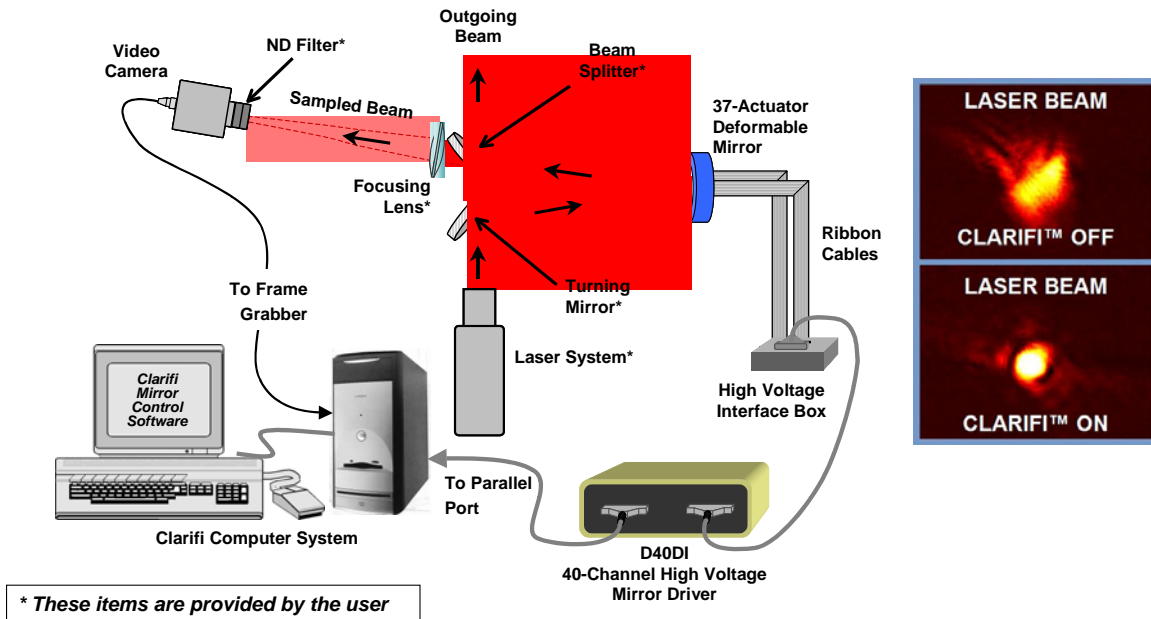 Outgoing
Beam
ND Filter*
Video
Camera
Beam
Splitter*
Sampled Beam
37-Actuator
Deformable
Mirror
Focusing
Lens*
Ribbon
Cables
To Frame
Grabber
Turning
Mirror*
Laser System*
Clarifi
Mirror
Control
Software
High Voltage
Interface Box
To Parallel
Port
Clarifi Computer System
D40DI
40-Channel High Voltage
Mirror Driver
* These items are provided by the user
LASER BEAM
CLARIFI™ OFF
LASER BEAM
CLARIFI™ ON